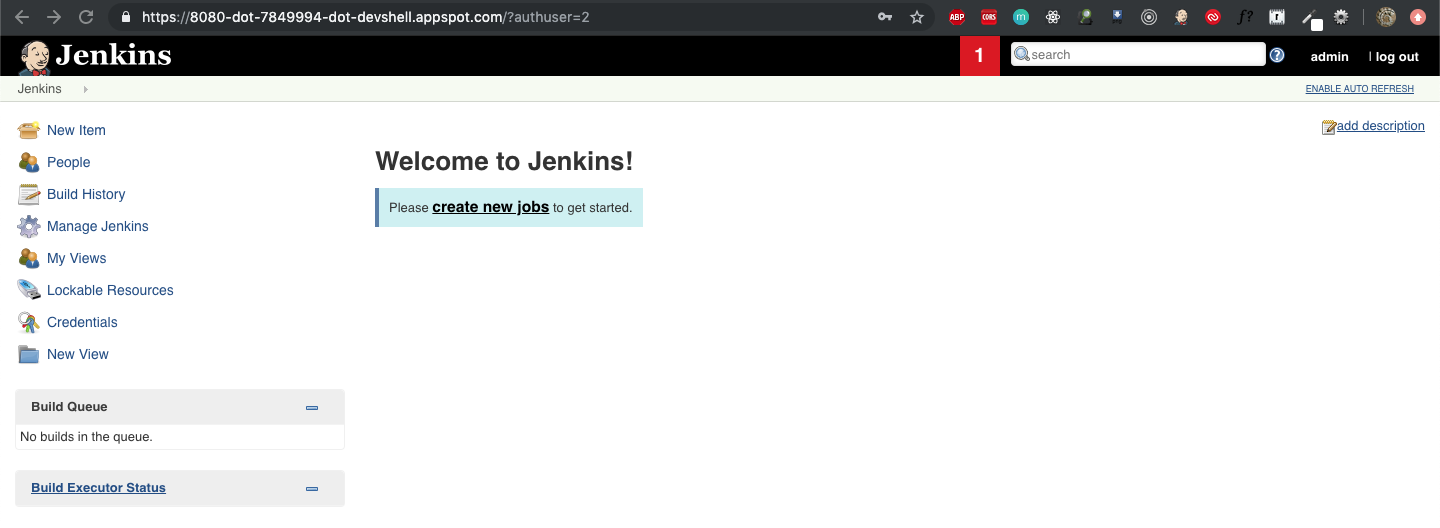 https://8080-dot-7849994-dot-devshell.appspot.com/?authuser=2
ABP
CORS
m
f?
Jenkins
1
search
?
admin
| log out
Jenkins
ENABLE AUTO REFRESH
New Item
People
Build History
Manage Jenkins
My Views
Lockable Resources
Credentials
New View
add description
Welcome to Jenkins!
Please create new jobs to get started.
Build Queue
No builds in the queue.
Build Executor Status